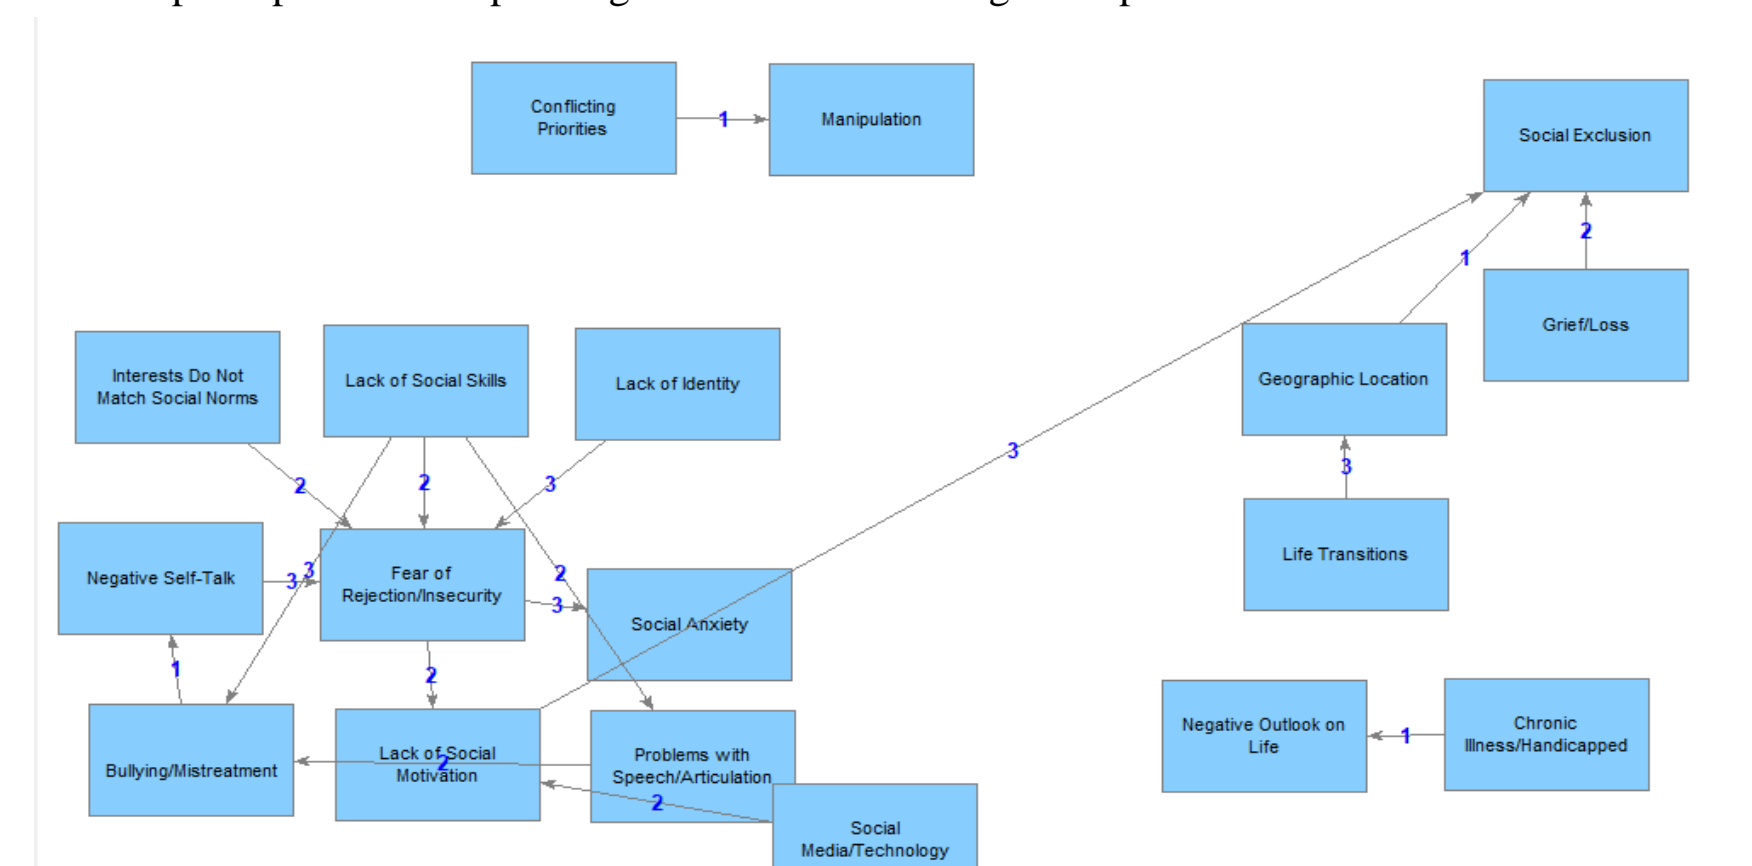 Conflicting
Priorities
1
Manipulation
Social Exclusion
2
1
Grief/Loss
Geographic Location
Interests Do Not
Match Social Norms
Lack of Social Skills
Lack of Identity
3
3
2
2
3
Life Transitions
Negative Self-Talk
3
3
Fear of
Rejection/Insecurity
2
3
Social Anxiety
1
2
Negative Outlook on
Life
1
Chronic
Illness/Handicapped
Bullying/Mistreatment
Lack of Social
Motivation
2
Problems with
Speech/Articulation
2
Social
Media/Technology